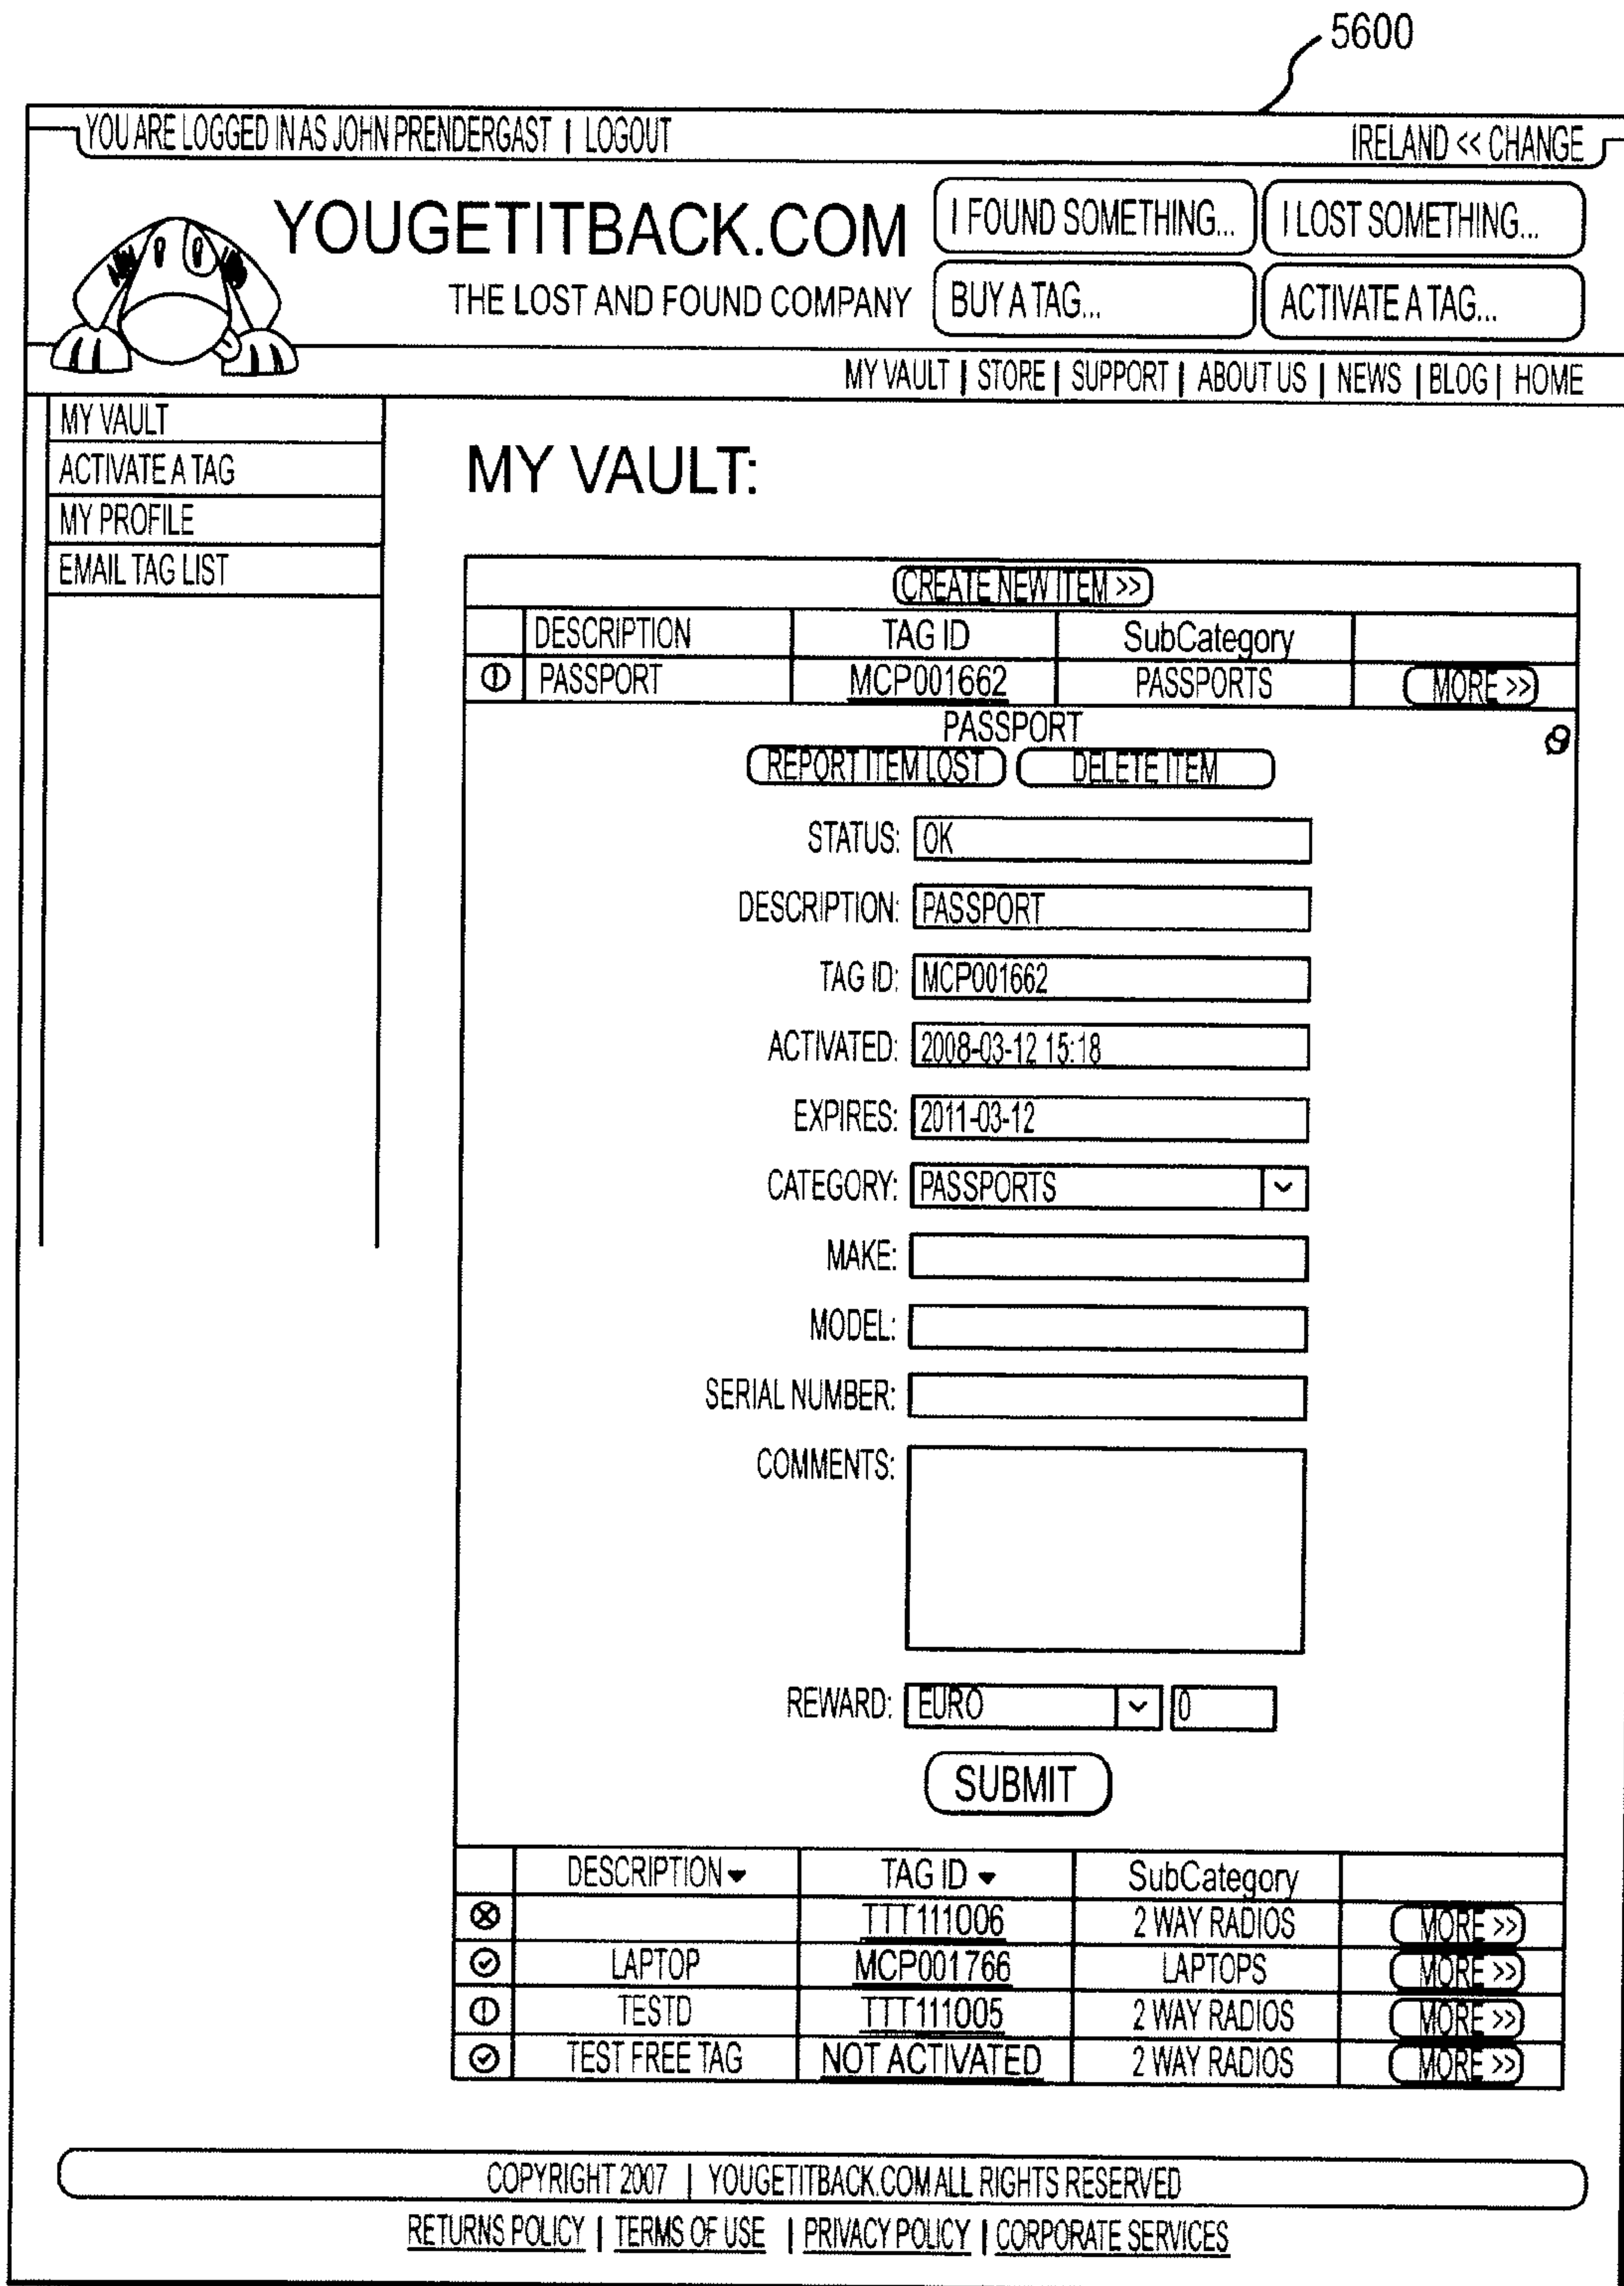 5600
YOU ARE LOGGED IN AS JOHN PRENDERGAST | LOGOUT IRELAND << CHANGE
YOUGETITBACK.COM
THE LOST AND FOUND COMPANY
I FOUND SOMETHING... I LOST SOMETHING...
BUY A TAG... ACTIVATE A TAG...
MY VAULT | STORE | SUPPORT | ABOUT US | NEWS | BLOG | HOME
MY VAULT
ACTIVATE A TAG
MY PROFILE
EMAIL TAG LIST
MY VAULT:
CREATE NEW ITEM >>
DESCRIPTION TAG ID SubCategory
PASSPORT MCP001662 PASSPORTS MORE >>
PASSPORT
REPORT ITEM LOST DELETE ITEM
STATUS: OK
DESCRIPTION: PASSPORT
TAG ID: MCP001662
ACTIVATED: 2008-03-12 15:18
EXPIRES: 2011-03-12
CATEGORY: PASSPORTS
MAKE:
MODEL:
SERIAL NUMBER:
COMMENTS:
REWARD: EURO 0
SUBMIT
DESCRIPTION TAG ID SubCategory
TTT111006 2 WAY RADIOS MORE >>
LAPTOP MCP001766 LAPTOPS MORE >>
TESTD TTT111005 2 WAY RADIOS MORE >>
TEST FREE TAG NOT ACTIVATED 2 WAY RADIOS MORE >>
COPYRIGHT 2007 | YOUGETITBACK.COM ALL RIGHTS RESERVED
RETURNS POLICY | TERMS OF USE | PRIVACY POLICY | CORPORATE SERVICES